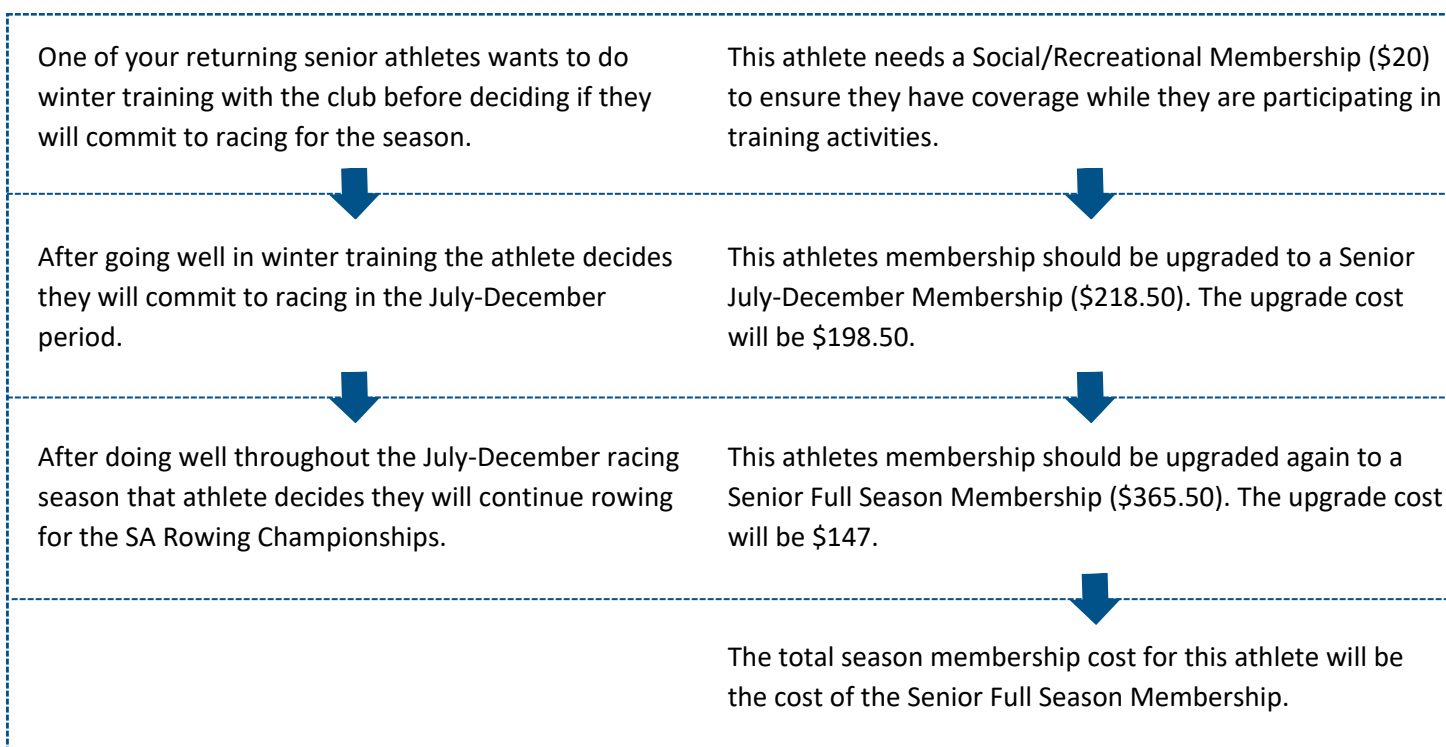 One of your returning senior athletes wants to do
winter training with the club before deciding if they
will commit to racing for the season.
This athlete needs a Social/Recreational Membership ($20)
to ensure they have coverage while they are participating in
training activities.
After going well in winter training the athlete decides
they will commit to racing in the July-December
period.
This athletes membership should be upgraded to a Senior
July-December Membership ($218.50). The upgrade cost
will be $198.50.
After doing well throughout the July-December racing
season that athlete decides they will continue rowing
for the SA Rowing Championships.
This athletes membership should be upgraded again to a
Senior Full Season Membership ($365.50). The upgrade cost
will be $147.
The total season membership cost for this athlete will be
the cost of the Senior Full Season Membership.